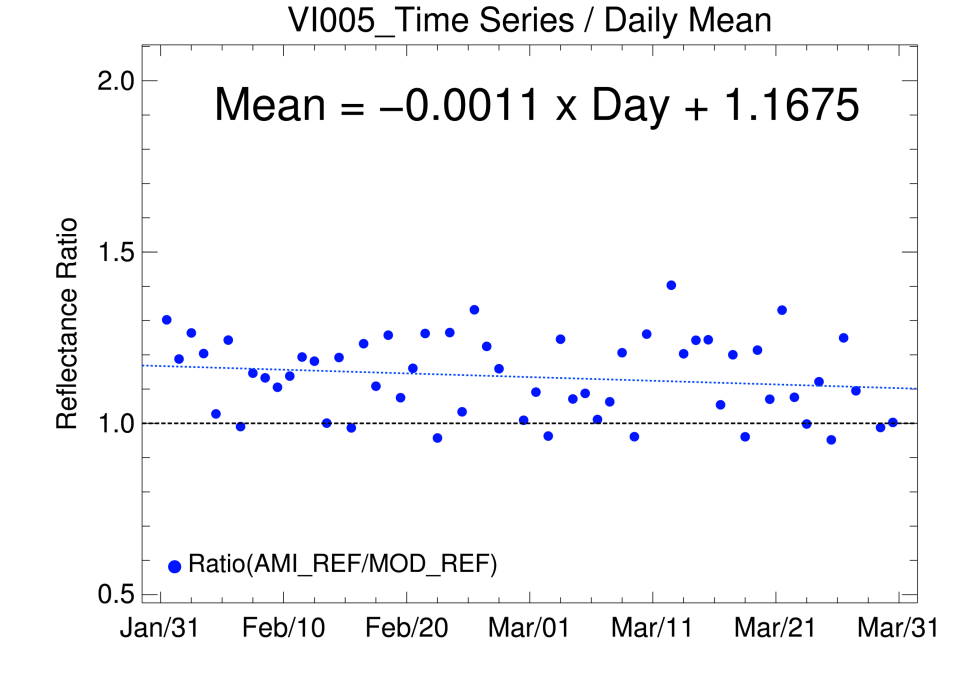 VI005_Time Series / Daily Mean
Mean = −0.0011 x Day + 1.1675
2.0
1.5
1.0
0.5
Reflectance Ratio
Ratio(AMI_REF/MOD_REF)
Jan/31 Feb/10 Feb/20 Mar/01 Mar/11 Mar/21 Mar/31